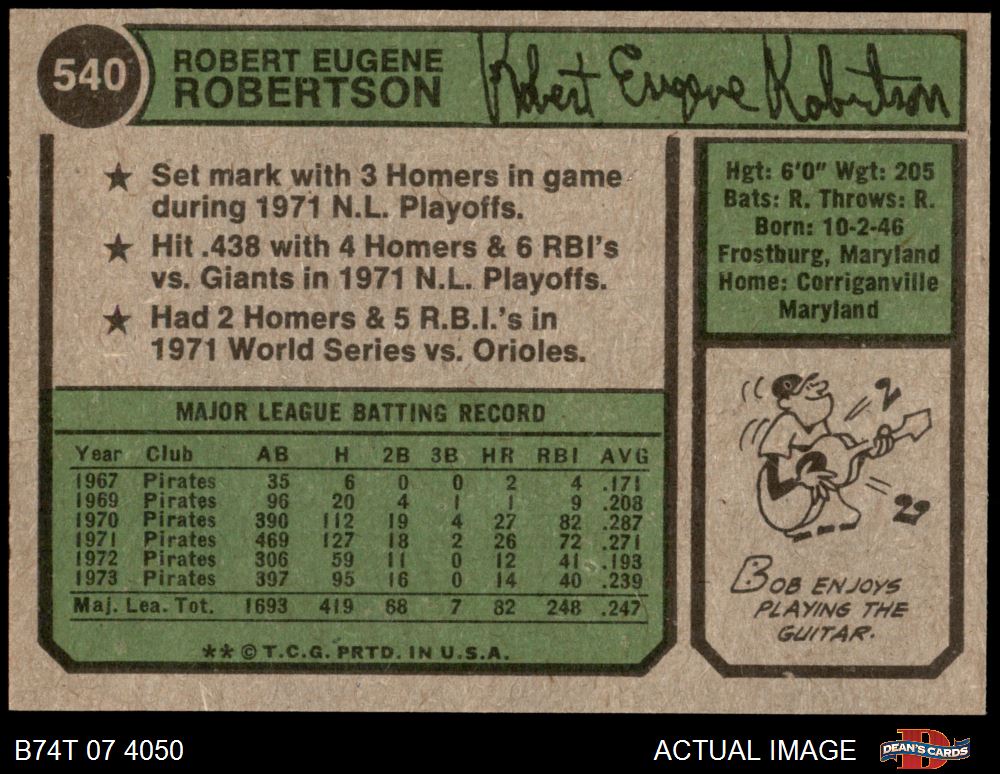 540
ROBERT EUGENE
ROBERTSON
Robert Eugene Robertson
★ Set mark with 3 Homers in game
during 1971 N.L. Playoffs.
★ Hit .438 with 4 Homers & 6 RBI's
vs. Giants in 1971 N.L. Playoffs.
★ Had 2 Homers & 5 R.B.I.'s in
1971 World Series vs. Orioles.
Hgt: 6'0" Wgt: 205
Bats: R. Throws: R.
Born: 10-2-46
Frostburg, Maryland
Home: Corriganville
Maryland
MAJOR LEAGUE BATTING RECORD
Year Club AB H 2B 3B HR RBI AVG
1967 Pirates 35 6 0 0 2 4 .171
1969 Pirates 96 20 4 1 1 9 .208
1970 Pirates 390 112 19 4 27 82 .287
1971 Pirates 469 127 18 2 26 72 .271
1972 Pirates 306 59 11 0 12 41 .193
1973 Pirates 397 95 16 0 14 40 .239
Maj. Lea. Tot. 1693 419 68 7 82 248 .247
** © T.C.G. PRTD. IN U.S.A.
BOB ENJOYS
PLAYING THE
GUITAR.
B74T 07 4050
ACTUAL IMAGE
DEAN'S CARDS